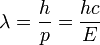 λ = h/p = hc/E